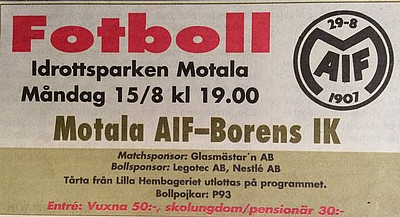 Fotboll
Idrottsparken Motala
Måndag 15/8 kl 19.00
29-8
M AIF
1907
Motala AIF–Borens IK
Matchsponsor: Glasmästar'n AB
Bollsponsor: Legotec AB, Nestlé AB
Tårta från Lilla Hembageriet utlottas på programmet.
Bollpojkar: P93
Entré: Vuxna 50:-, skolungdom/pensionär 30:-